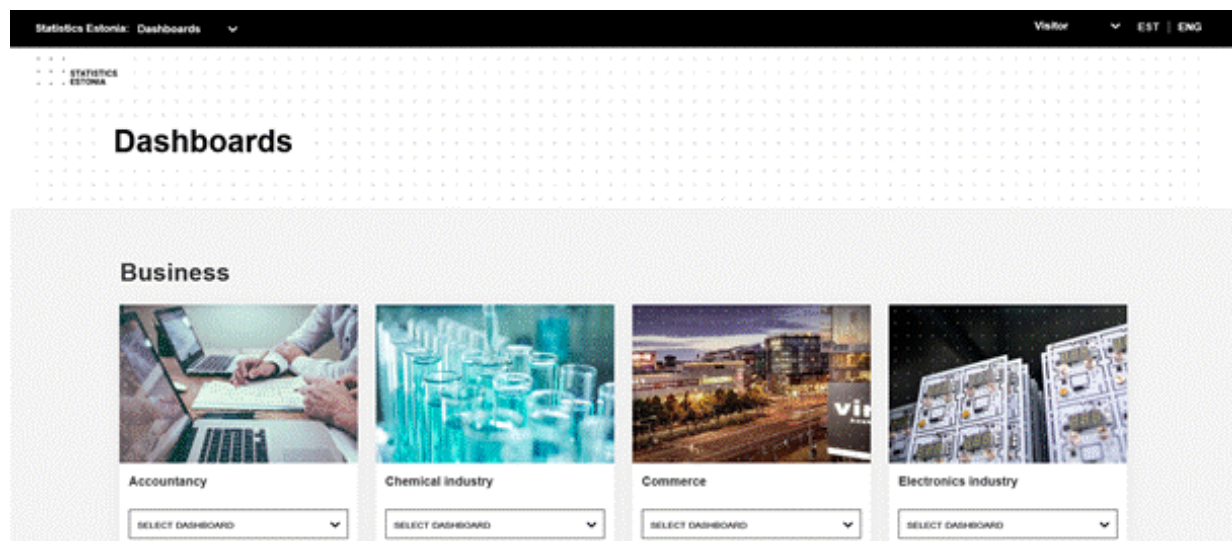 Statistics Estonia: Dashboards
Visitor
EST | ENG
STATISTICS
ESTONIA
Dashboards
Business
Accountancy
Chemical industry
Commerce
Electronics industry
SELECT DASHBOARD
SELECT DASHBOARD
SELECT DASHBOARD
SELECT DASHBOARD